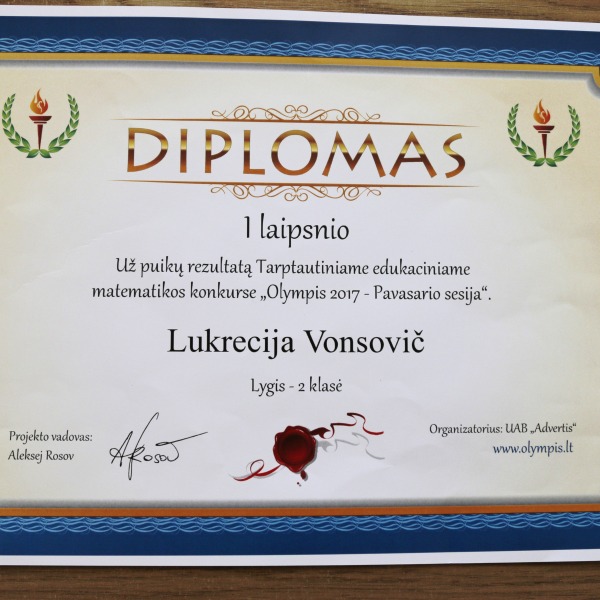 DIPLOMAS
I laipsnio
Už puikų rezultatą Tarptautiniame edukaciniame
matematikos konkurse „Olympis 2017 - Pavasario sesija“.
Lukrecija Vonsovič
Lygis - 2 klasė
Projekto vadovas:
Aleksej Rosov
ARosov
Organizatorius: UAB „Advertis“
www.olympis.lt